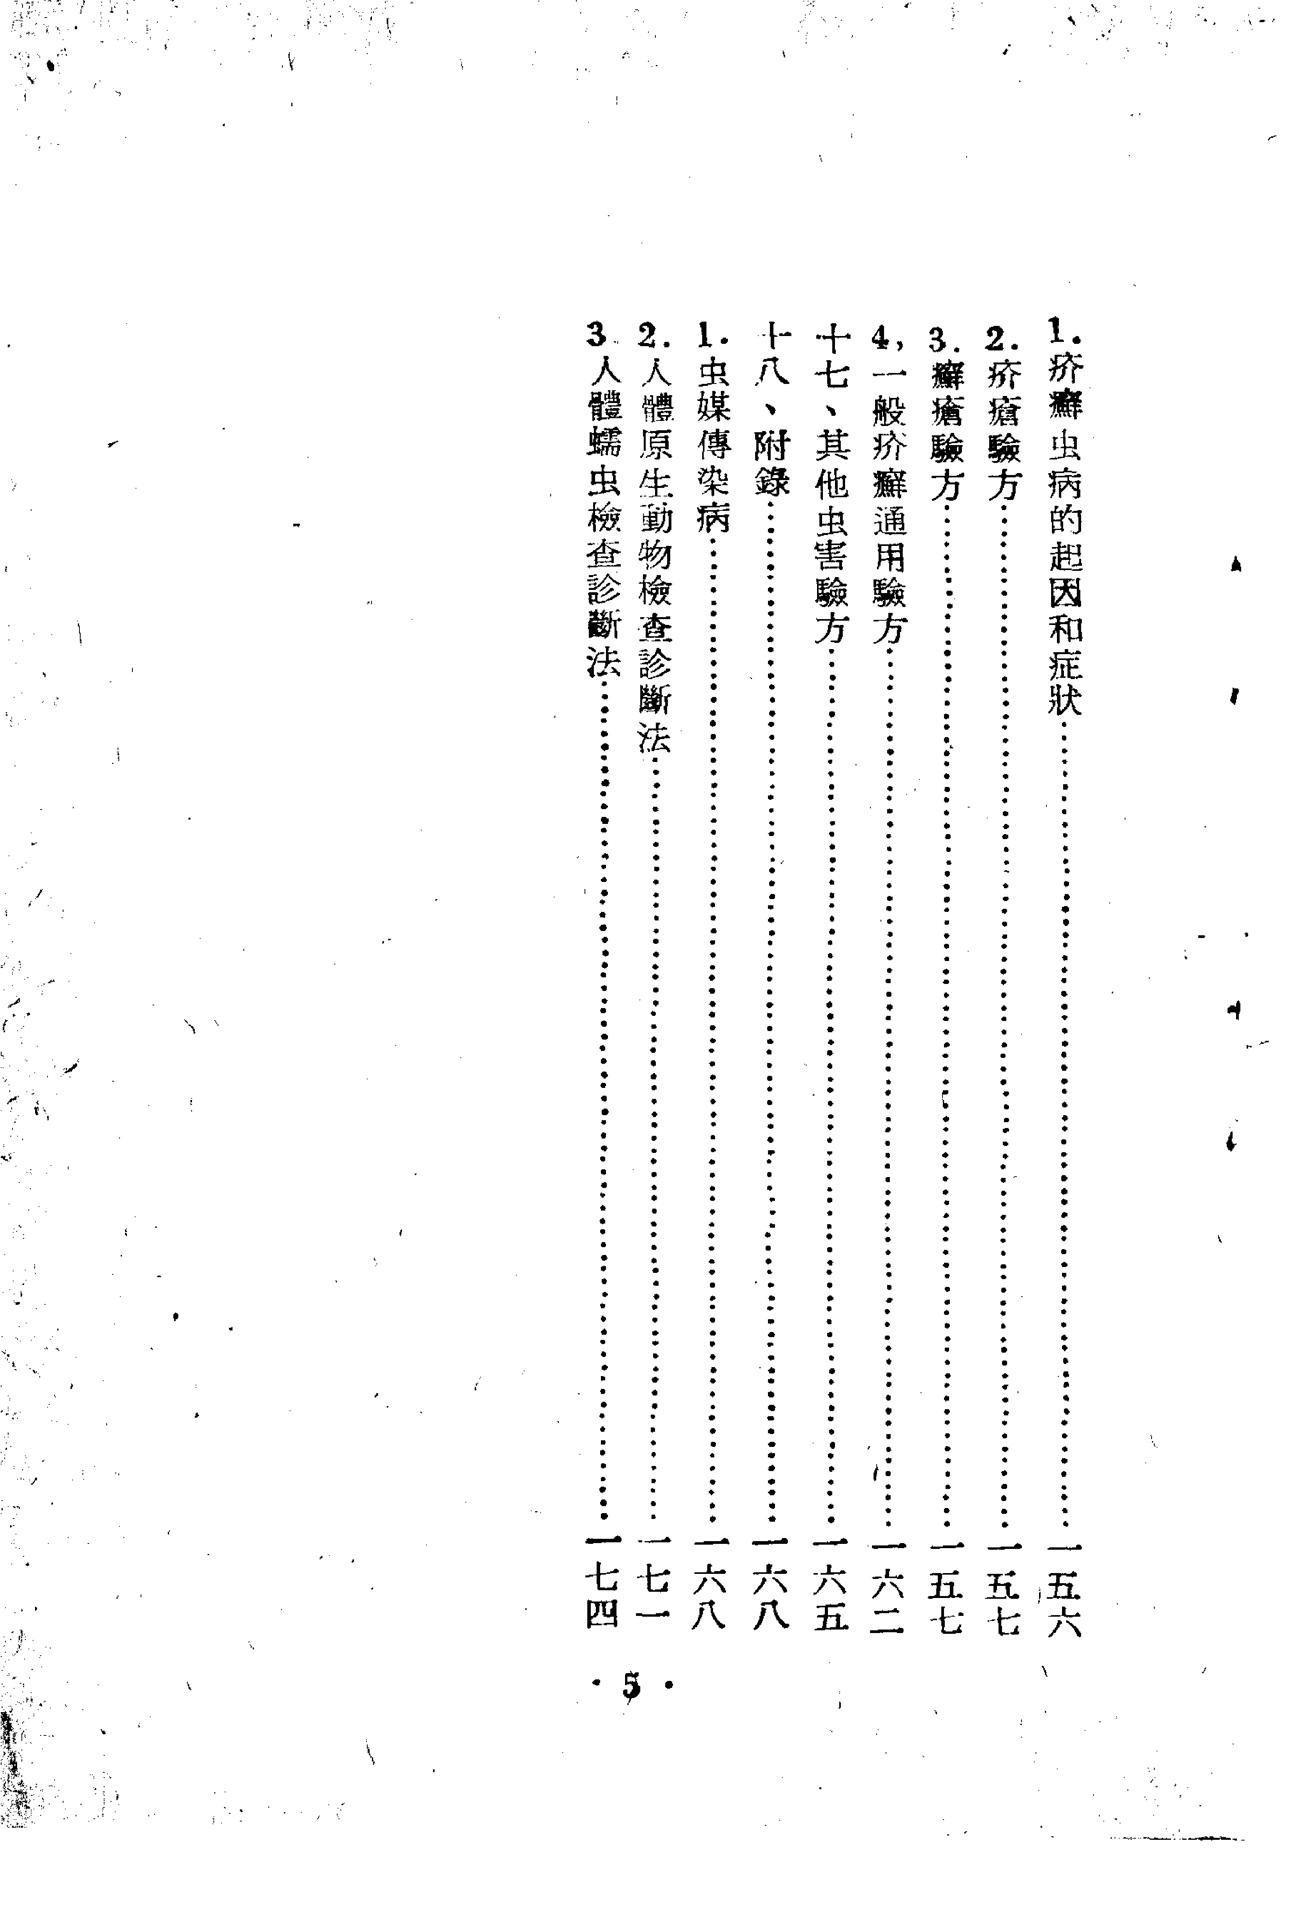 1.疥癬虫病的起因和症狀…………一五六
2.疥瘡驗方…………一五七
3.癬瘡驗方…………一五七
4,一般疥癬通用驗方…………一六二
十七、其他虫害驗方…………一六五
十八、附錄…………一六八
1.虫媒傳染病…………一六八
2.人體原生動物檢查診斷法…………一七一
3.人體蠕虫檢查診斷法…………一七四
·5·